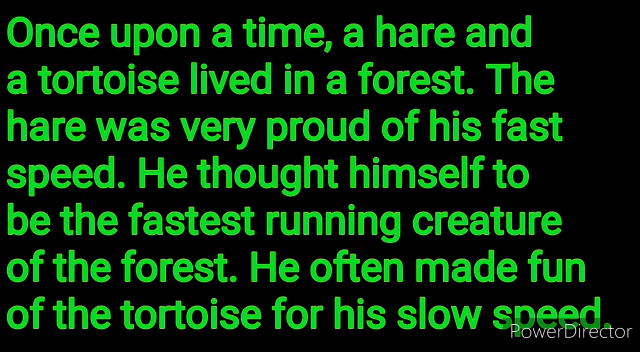 Once upon a time, a hare and
a tortoise lived in a forest. The
hare was very proud of his fast
speed. He thought himself to
be the fastest running creature
of the forest. He often made fun
of the tortoise for his slow speed.
PowerDirector